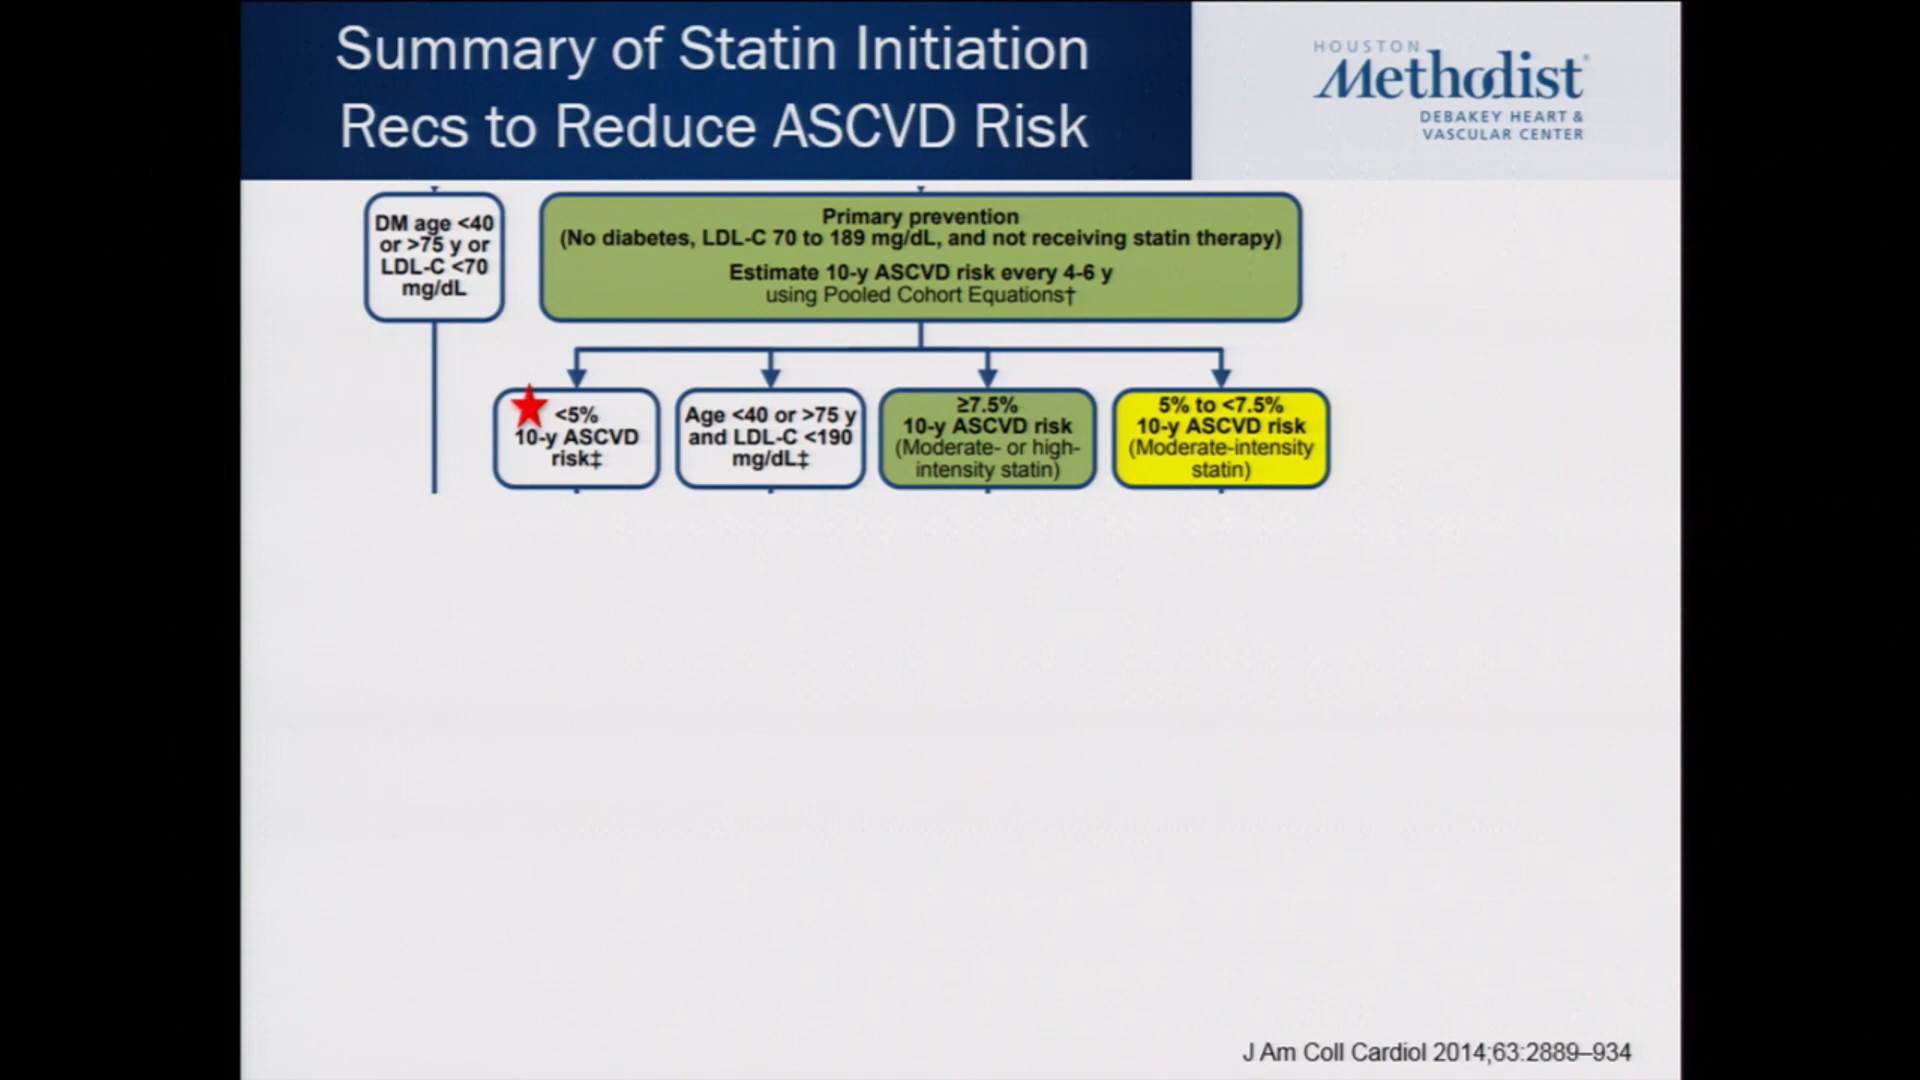 Summary of Statin Initiation
Recs to Reduce ASCVD Risk
HOUSTON
Methodist
DEBAKEY HEART &
VASCULAR CENTER
DM age <40
or >75 y or
LDL-C <70
mg/dL
Primary prevention
(No diabetes, LDL-C 70 to 189 mg/dL, and not receiving statin therapy)
Estimate 10-y ASCVD risk every 4-6 y
using Pooled Cohort Equations†
<5%
10-y ASCVD
risk‡
Age <40 or >75 y
and LDL-C <190
mg/dL‡
≥7.5%
10-y ASCVD risk
(Moderate- or high-
intensity statin)
5% to <7.5%
10-y ASCVD risk
(Moderate-intensity
statin)
J Am Coll Cardiol 2014;63:2889–934